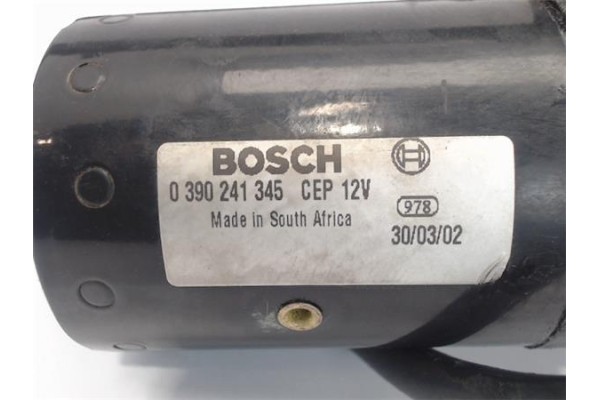 BOSCH
0 390 241 345 CEP 12V
Made in South Africa
978
30/03/02